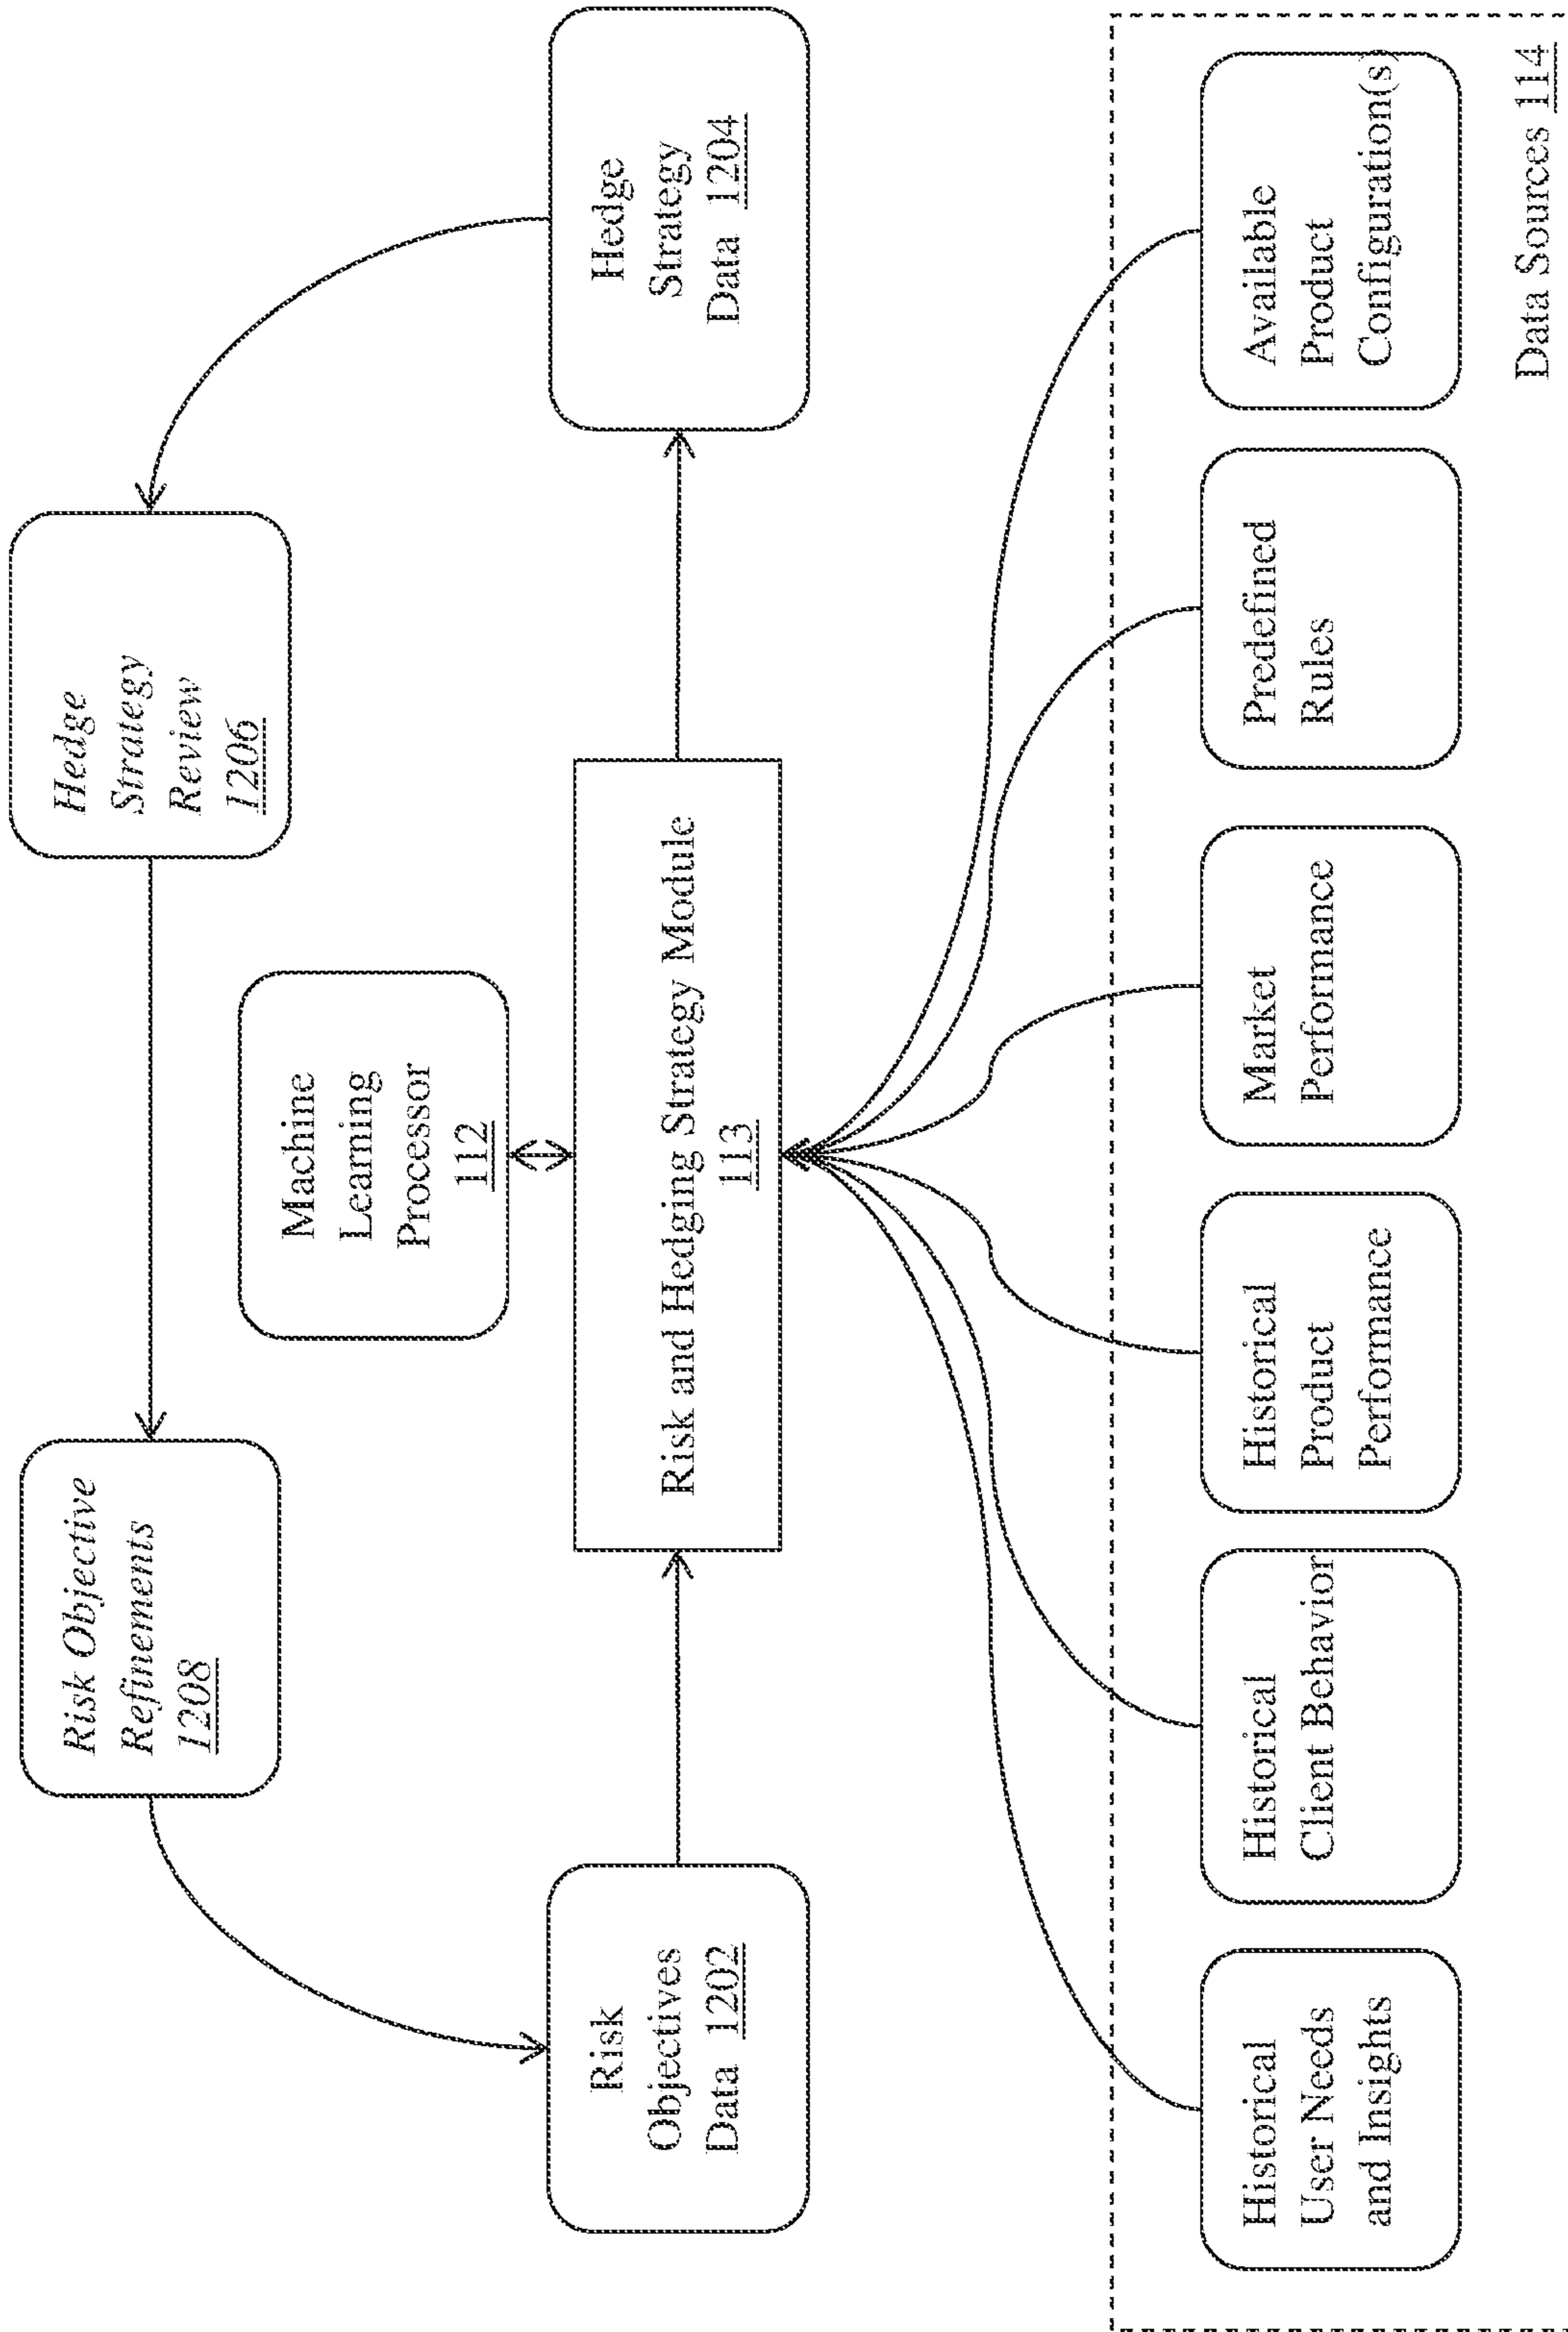 Risk Objective
Refinements
1208
Hedge
Strategy
Review
1206
Machine
Learning
Processor
112
Risk
Objectives
Data 1202
Risk and Hedging Strategy Module
113
Hedge
Strategy
Data 1204
Historical
User Needs
and Insights
Historical
Client Behavior
Historical
Product
Performance
Market
Performance
Predefined
Rules
Available
Product
Configuration(s)
Data Sources 114